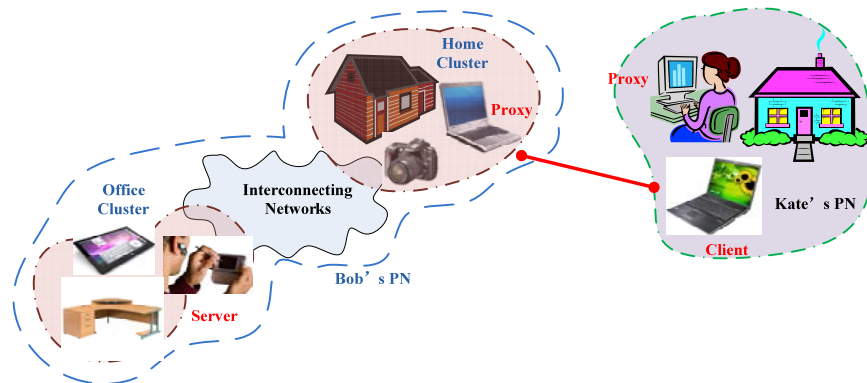 Home
Cluster
Proxy
Proxy
Interconnecting
Networks
Office
Cluster
Kate’s PN
Client
Bob’s PN
Server